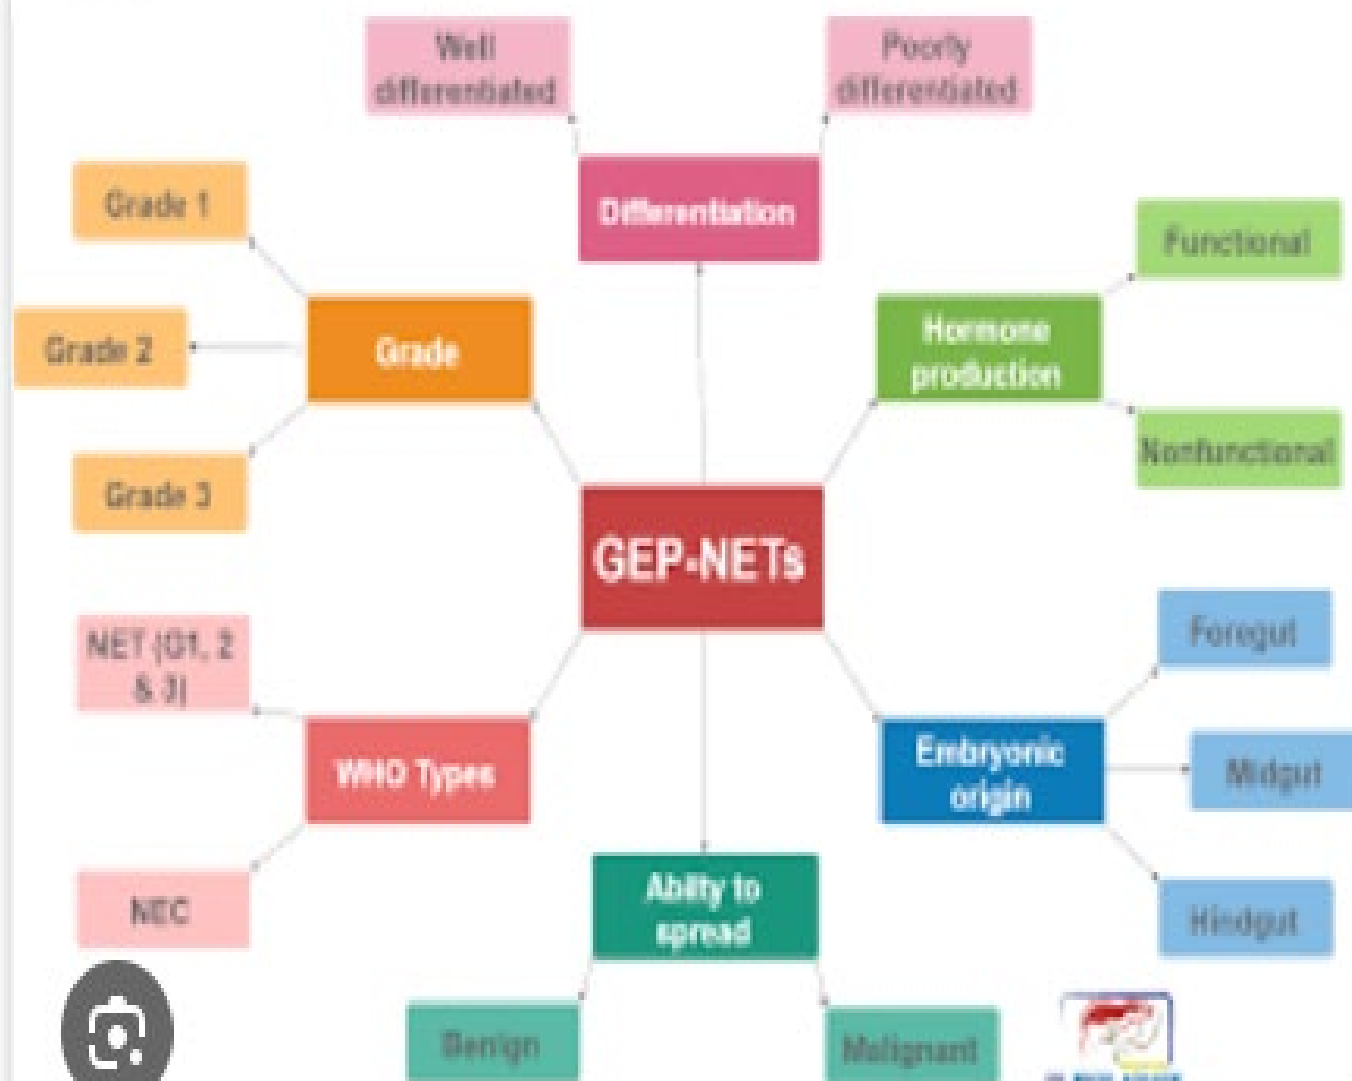 Well
differentiated
Poorly
differentiated
Differentiation
Grade 1
Grade 2
Grade 3
Grade
Hormone
production
Functional
Nonfunctional
GEP-NETs
NET (G1, 2
& 3)
WHO Types
NEC
Embryonic
origin
Foregut
Midgut
Hindgut
Abilty to
spread
Benign
Malignant